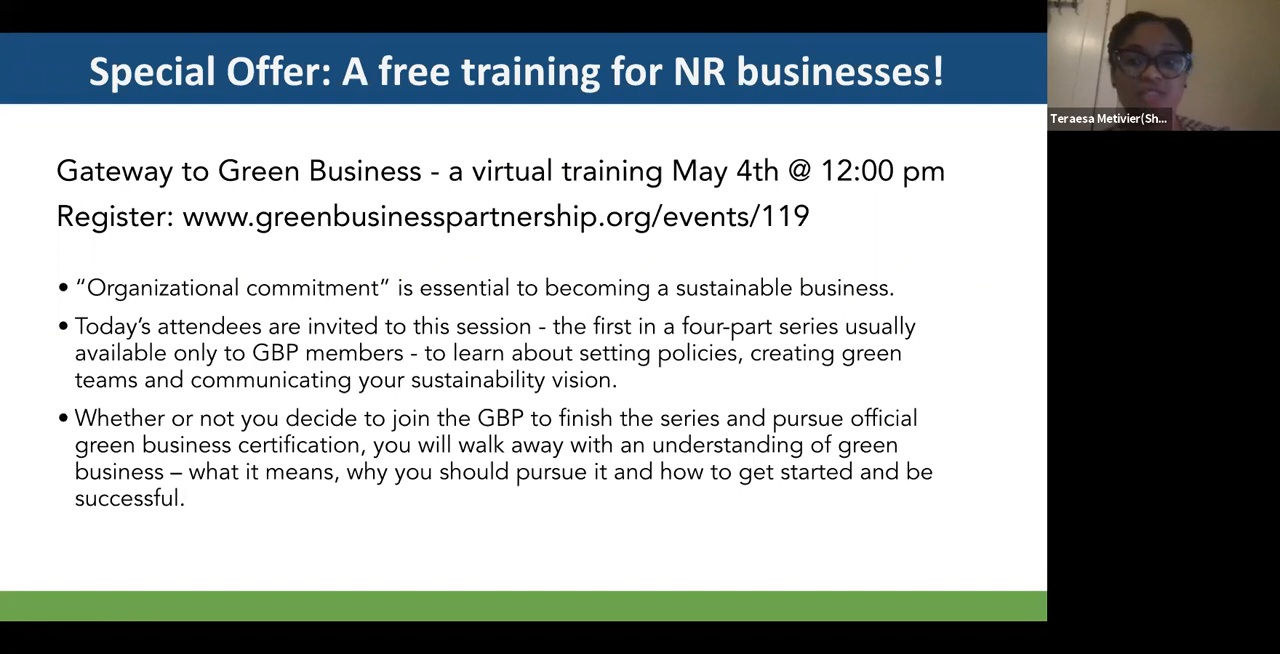 Special Offer: A free training for NR businesses!
Teraesa Metivier(Sh...
Gateway to Green Business - a virtual training May 4th @ 12:00 pm
Register: www.greenbusinesspartnership.org/events/119
• “Organizational commitment” is essential to becoming a sustainable business.
• Today’s attendees are invited to this session - the first in a four-part series usually
available only to GBP members - to learn about setting policies, creating green
teams and communicating your sustainability vision.
• Whether or not you decide to join the GBP to finish the series and pursue official
green business certification, you will walk away with an understanding of green
business – what it means, why you should pursue it and how to get started and be
successful.